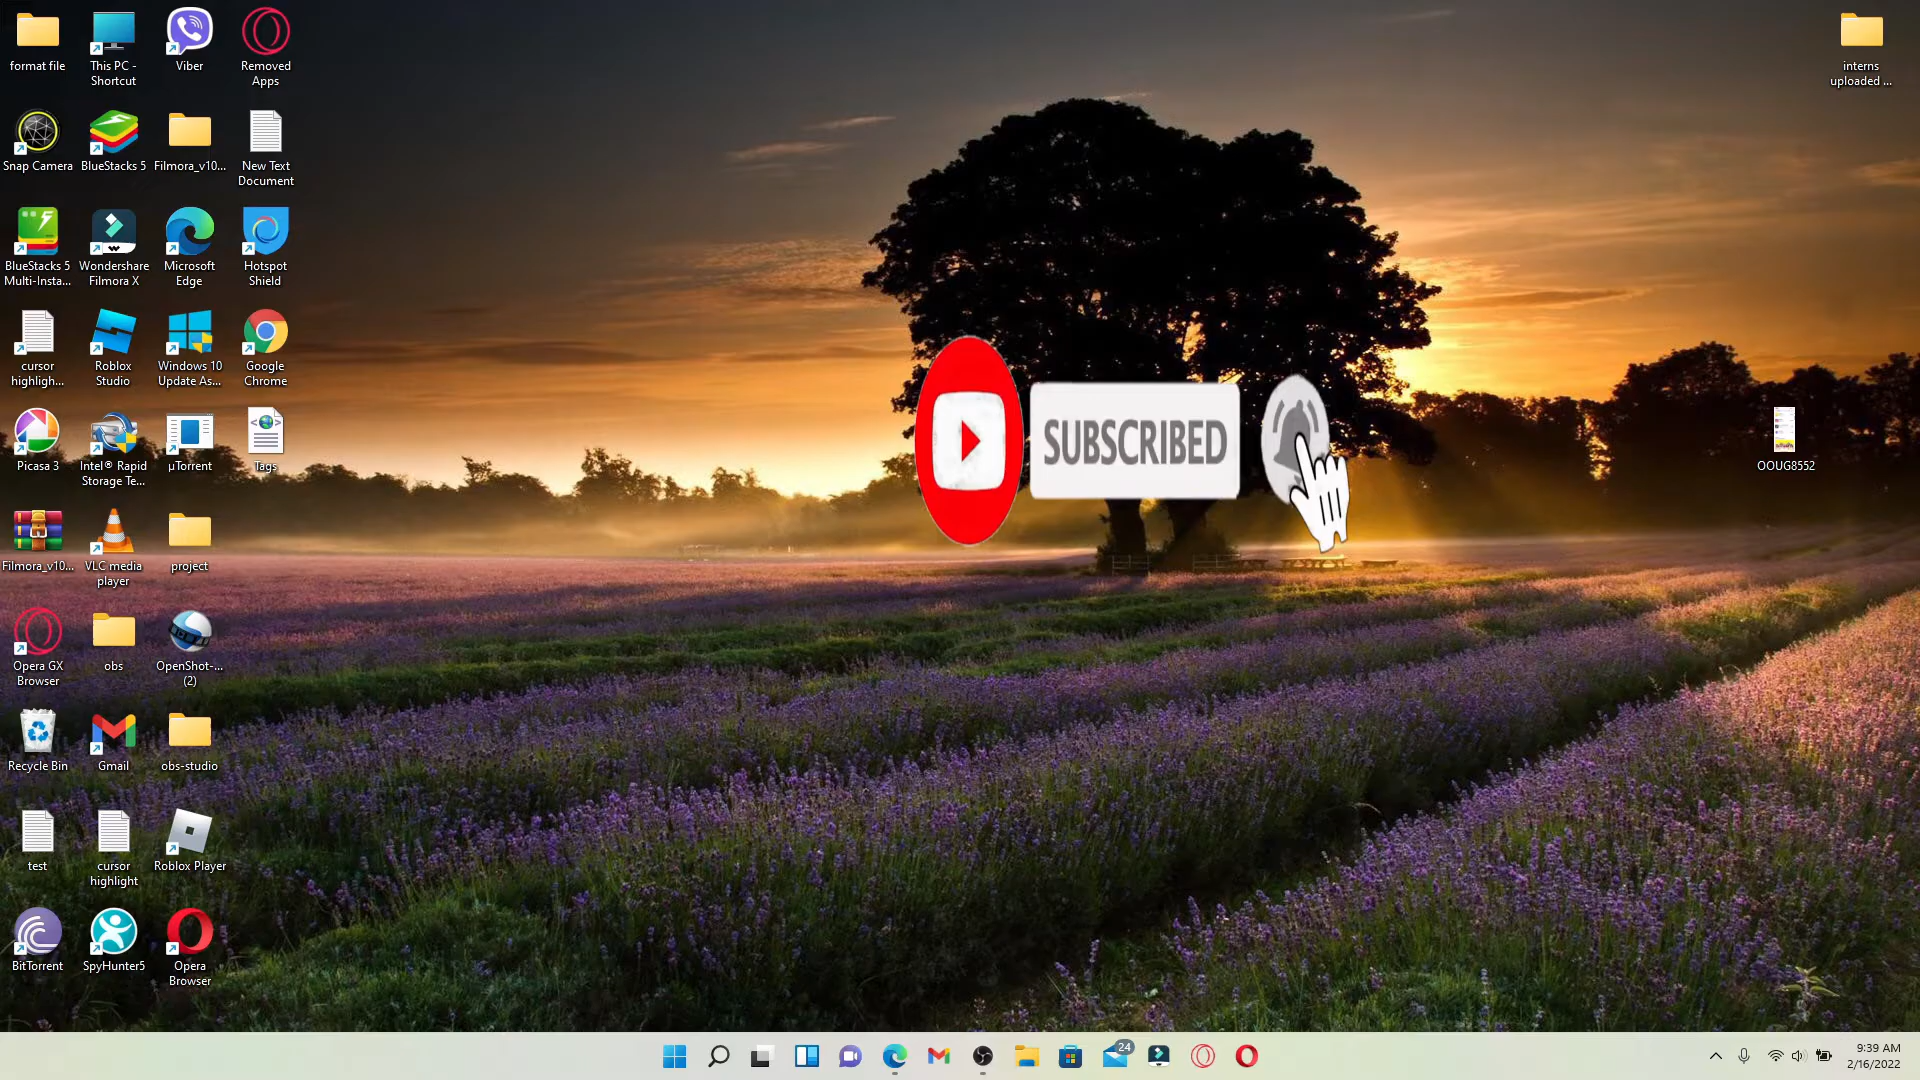 format file
This PC -
Shortcut
Viber
Removed
Apps
interns
uploaded ...
Snap Camera
BlueStacks 5
Filmora_v10...
New Text
Document
BlueStacks 5
Multi-Insta...
Wondershare
Filmora X
Microsoft
Edge
Hotspot
Shield
cursor
highligh...
Roblox
Studio
Windows 10
Update As...
Google
Chrome
SUBSCRIBED
Picasa 3
Intel® Rapid
Storage Te...
µTorrent
Tags
OOUG8552
Filmora_v10...
VLC media
player
project
Opera GX
Browser
obs
OpenShot-...
(2)
Recycle Bin
Gmail
obs-studio
test
cursor
highlight
Roblox Player
BitTorrent
SpyHunter5
Opera
Browser
24
9:39 AM
2/16/2022